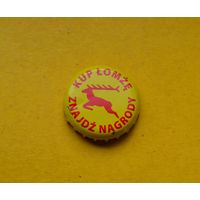 KUP ŁOMŻĘ
ZNAJDŹ NAGRODY